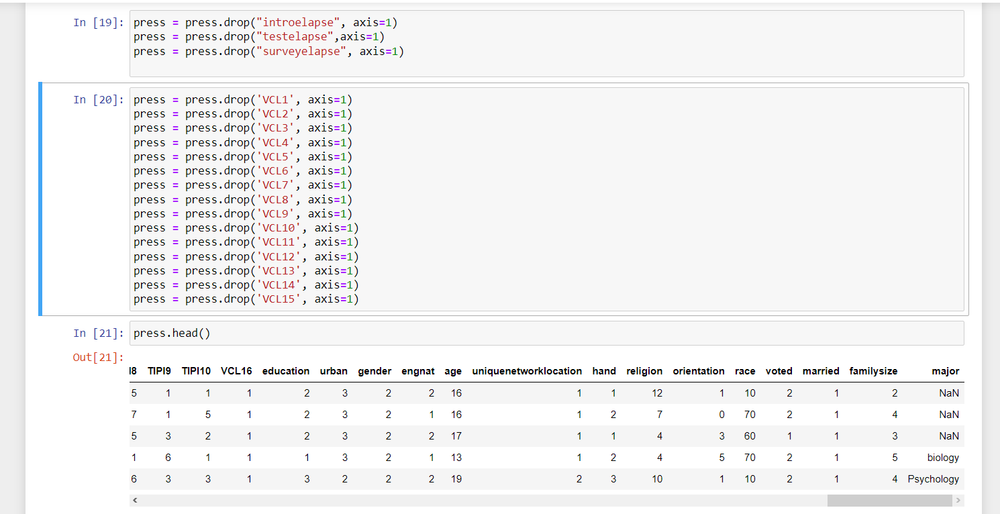 In [19]: press = press.drop("introelapse", axis=1)
press = press.drop("testelapse",axis=1)
press = press.drop("surveyelapse", axis=1)
In [20]: press = press.drop('VCL1', axis=1)
press = press.drop('VCL2', axis=1)
press = press.drop('VCL3', axis=1)
press = press.drop('VCL4', axis=1)
press = press.drop('VCL5', axis=1)
press = press.drop('VCL6', axis=1)
press = press.drop('VCL7', axis=1)
press = press.drop('VCL8', axis=1)
press = press.drop('VCL9', axis=1)
press = press.drop('VCL10', axis=1)
press = press.drop('VCL11', axis=1)
press = press.drop('VCL12', axis=1)
press = press.drop('VCL13', axis=1)
press = press.drop('VCL14', axis=1)
press = press.drop('VCL15', axis=1)
In [21]: press.head()
Out[21]:
I8 TIPI9 TIPI10 VCL16 education urban gender engnat age uniquenetworklocation hand religion orientation race voted married familysize major
5 1 1 1 2 3 2 2 16 1 1 12 1 10 2 1 2 NaN
7 1 5 1 2 3 2 1 16 1 2 7 0 70 2 1 4 NaN
5 3 2 1 2 3 2 2 17 1 1 4 3 60 1 1 3 NaN
1 6 1 1 1 3 2 1 13 1 2 4 5 70 2 1 5 biology
6 3 3 1 3 2 2 2 19 2 3 10 1 10 2 1 4 Psychology